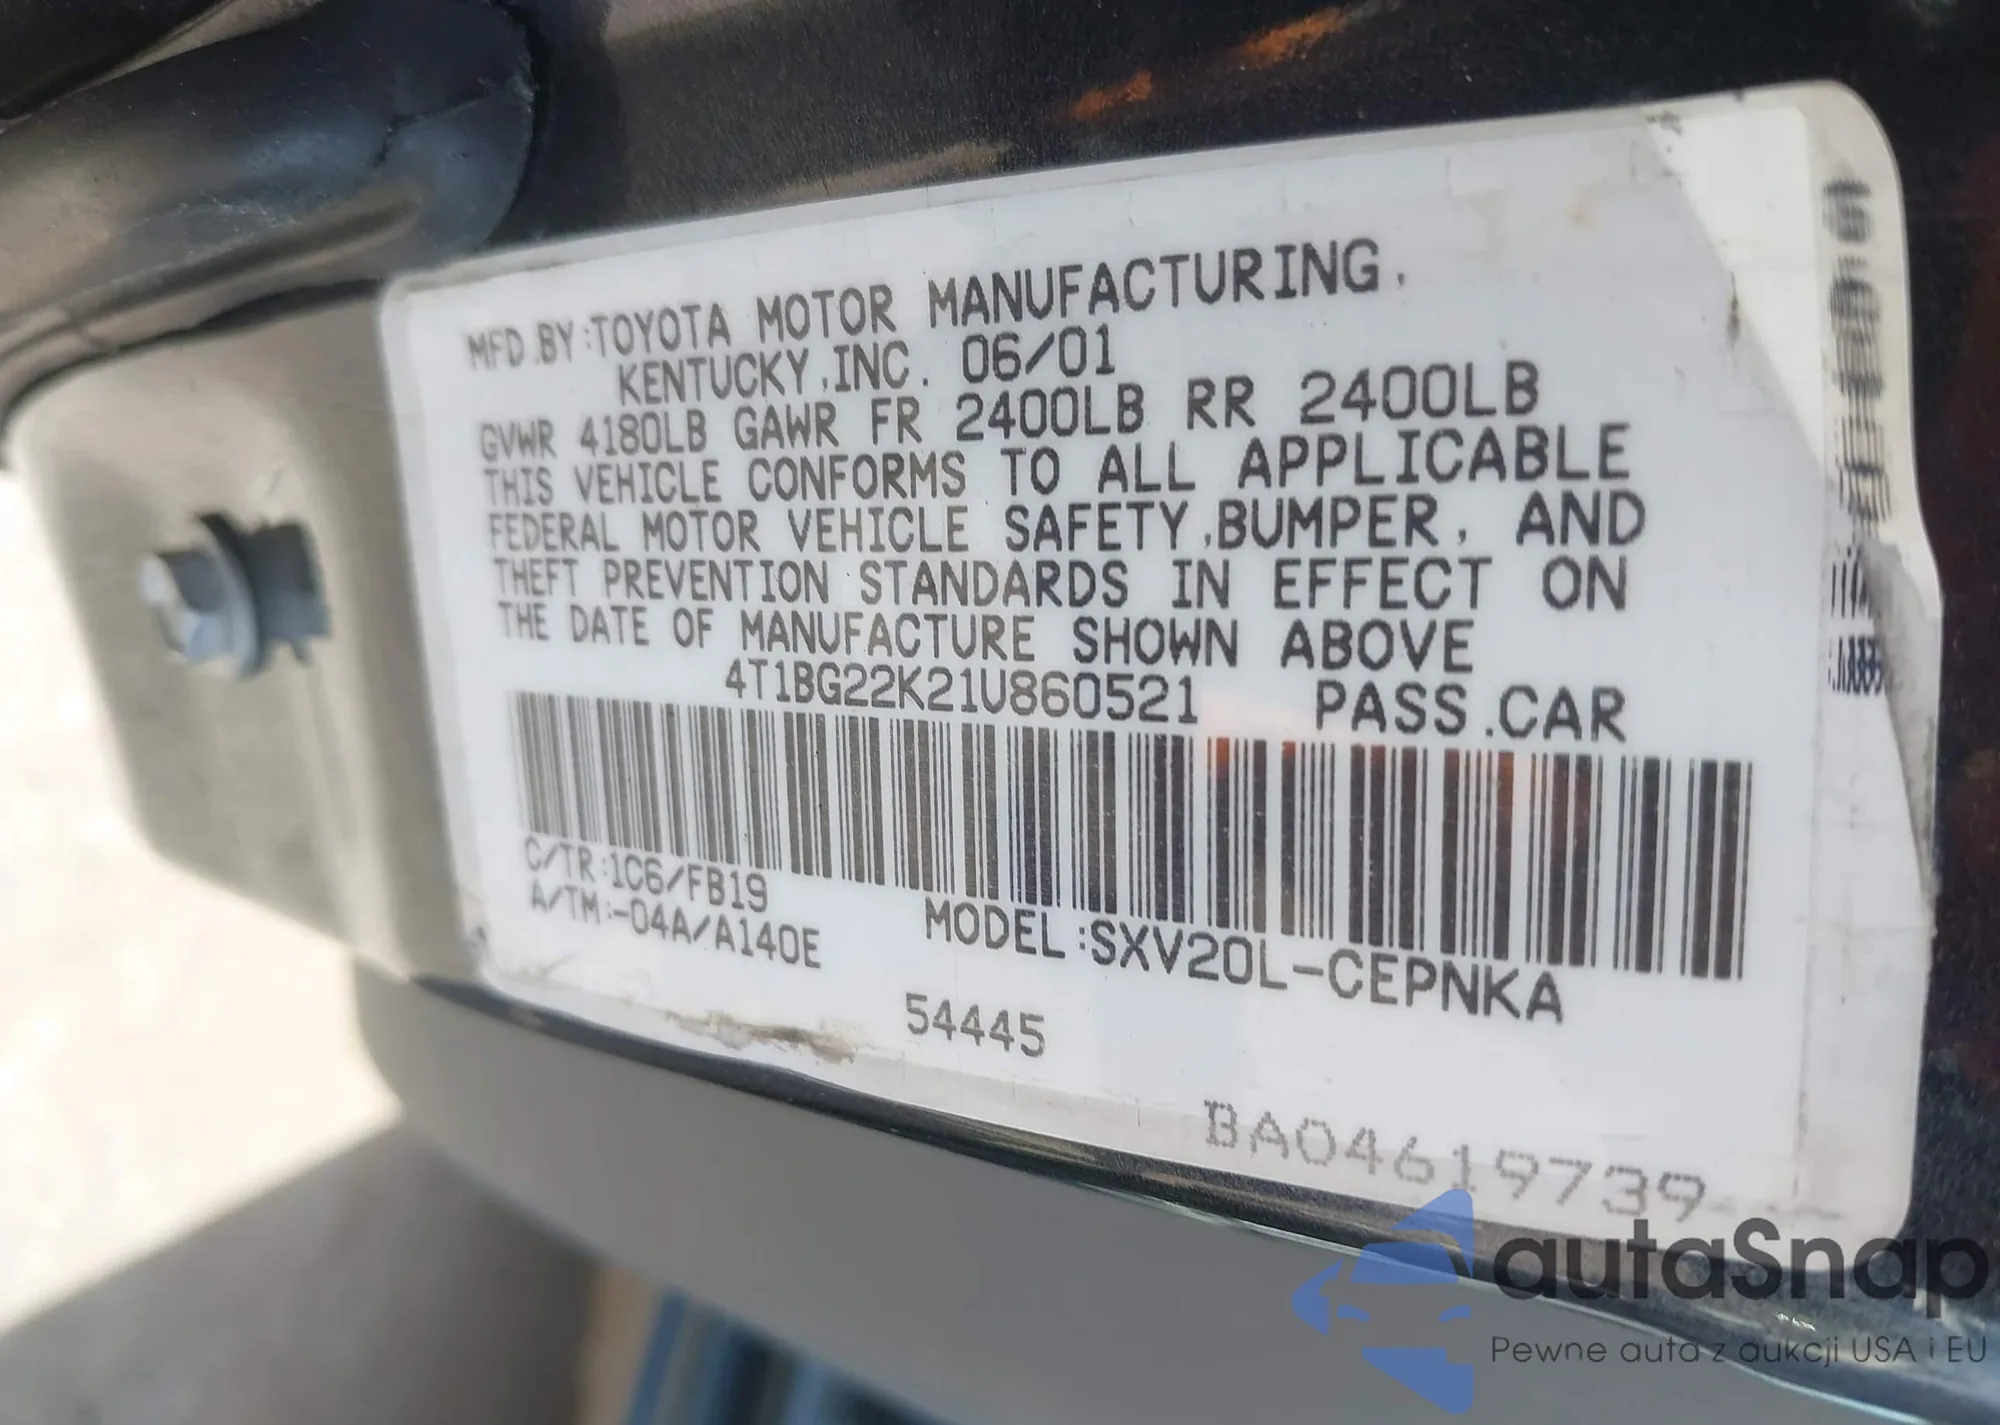 MFD.BY:TOYOTA MOTOR MANUFACTURING.
KENTUCKY,INC. 06/01
GVWR 4180LB GAWR FR 2400LB RR 2400LB
THIS VEHICLE CONFORMS TO ALL APPLICABLE
FEDERAL MOTOR VEHICLE SAFETY,BUMPER, AND
THEFT PREVENTION STANDARDS IN EFFECT ON
THE DATE OF MANUFACTURE SHOWN ABOVE
4T1BG22K21U860521 PASS.CAR
C/TR:1C6/FB19
A/TM:-04A/A140E
MODEL:SXV20L-CEPNKA
54445
BA04619739
autaSnap
Pewne auta z aukcji USA i EU